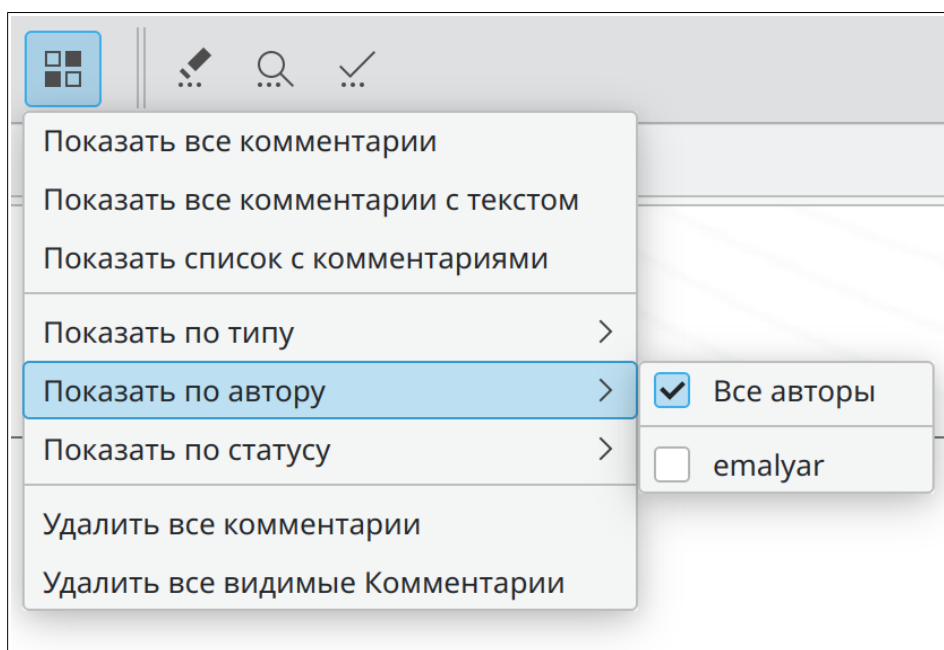 Показать все комментарии
Показать все комментарии с текстом
Показать список с комментариями
Показать по типу
Показать по автору
Все авторы
Показать по статусу
emalyar
Удалить все комментарии
Удалить все видимые Комментарии